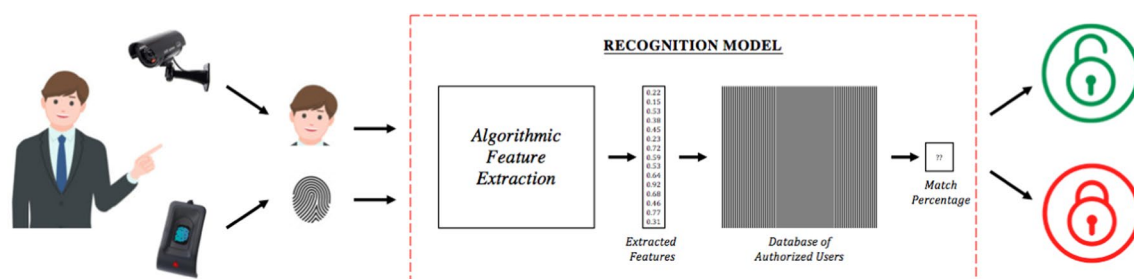 RECOGNITION MODEL
Algorithmic
Feature
Extraction
0.22
0.15
0.53
0.38
0.45
0.23
0.72
0.59
0.53
0.64
0.92
0.68
0.46
0.77
0.31
Extracted
Features
Database of
Authorized Users
??
Match
Percentage